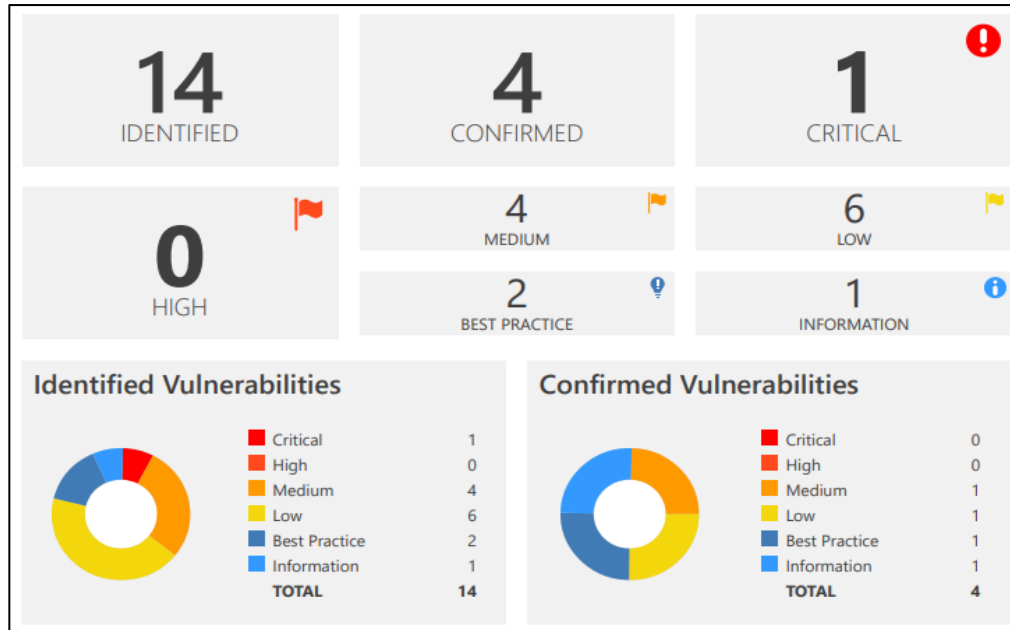 14
IDENTIFIED
4
CONFIRMED
1
CRITICAL
0
HIGH
4
MEDIUM
6
LOW
2
BEST PRACTICE
1
INFORMATION
Identified Vulnerabilities
Critical 1
High 0
Medium 4
Low 6
Best Practice 2
Information 1
TOTAL 14
Confirmed Vulnerabilities
Critical 0
High 0
Medium 1
Low 1
Best Practice 1
Information 1
TOTAL 4